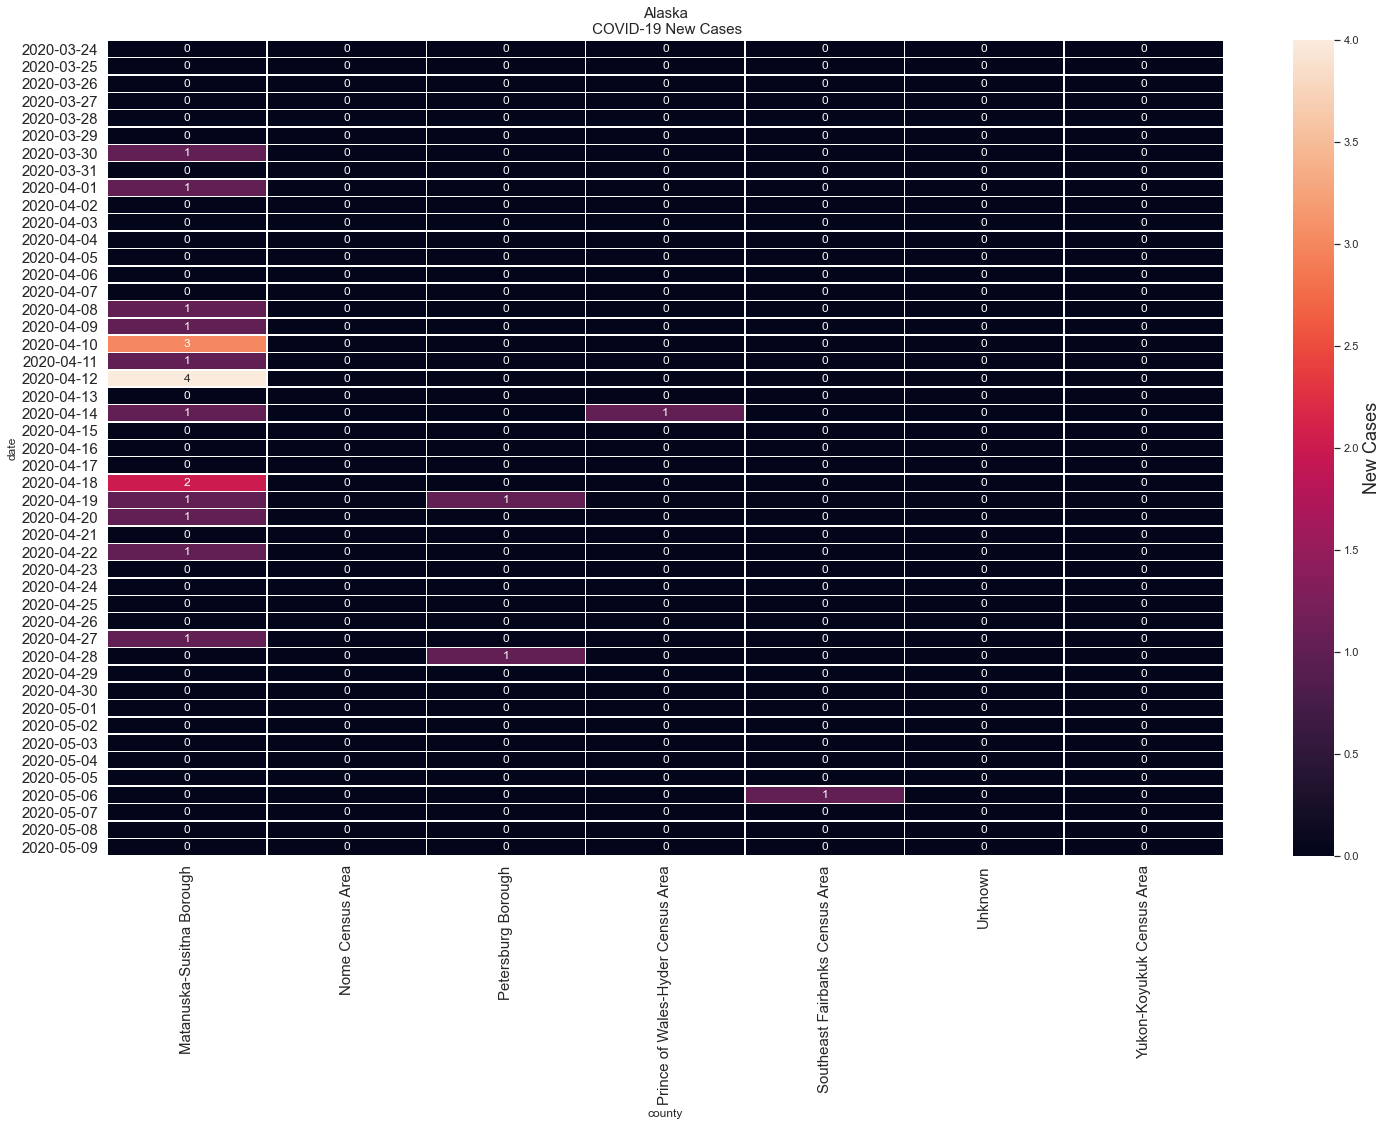 Alaska
COVID-19 New Cases
2020-03-24 0 0 0 0 0 0 0
2020-03-25 0 0 0 0 0 0 0
2020-03-26 0 0 0 0 0 0 0
2020-03-27 0 0 0 0 0 0 0
2020-03-28 0 0 0 0 0 0 0
2020-03-29 0 0 0 0 0 0 0
2020-03-30 1 0 0 0 0 0 0
2020-03-31 0 0 0 0 0 0 0
2020-04-01 1 0 0 0 0 0 0
2020-04-02 0 0 0 0 0 0 0
2020-04-03 0 0 0 0 0 0 0
2020-04-04 0 0 0 0 0 0 0
2020-04-05 0 0 0 0 0 0 0
2020-04-06 0 0 0 0 0 0 0
2020-04-07 0 0 0 0 0 0 0
2020-04-08 1 0 0 0 0 0 0
2020-04-09 1 0 0 0 0 0 0
2020-04-10 3 0 0 0 0 0 0
2020-04-11 1 0 0 0 0 0 0
2020-04-12 4 0 0 0 0 0 0
2020-04-13 0 0 0 0 0 0 0
2020-04-14 1 0 0 1 0 0 0
2020-04-15 0 0 0 0 0 0 0
2020-04-16 0 0 0 0 0 0 0
2020-04-17 0 0 0 0 0 0 0
2020-04-18 2 0 0 0 0 0 0
2020-04-19 1 0 1 0 0 0 0
2020-04-20 1 0 0 0 0 0 0
2020-04-21 0 0 0 0 0 0 0
2020-04-22 1 0 0 0 0 0 0
2020-04-23 0 0 0 0 0 0 0
2020-04-24 0 0 0 0 0 0 0
2020-04-25 0 0 0 0 0 0 0
2020-04-26 0 0 0 0 0 0 0
2020-04-27 1 0 0 0 0 0 0
2020-04-28 0 0 1 0 0 0 0
2020-04-29 0 0 0 0 0 0 0
2020-04-30 0 0 0 0 0 0 0
2020-05-01 0 0 0 0 0 0 0
2020-05-02 0 0 0 0 0 0 0
2020-05-03 0 0 0 0 0 0 0
2020-05-04 0 0 0 0 0 0 0
2020-05-05 0 0 0 0 0 0 0
2020-05-06 0 0 0 0 1 0 0
2020-05-07 0 0 0 0 0 0 0
2020-05-08 0 0 0 0 0 0 0
2020-05-09 0 0 0 0 0 0 0
date
Matanuska-Susitna Borough
Nome Census Area
Petersburg Borough
Prince of Wales-Hyder Census Area
Southeast Fairbanks Census Area
Unknown
Yukon-Koyukuk Census Area
county
4.0
3.5
3.0
2.5
2.0
1.5
1.0
0.5
0.0
New Cases